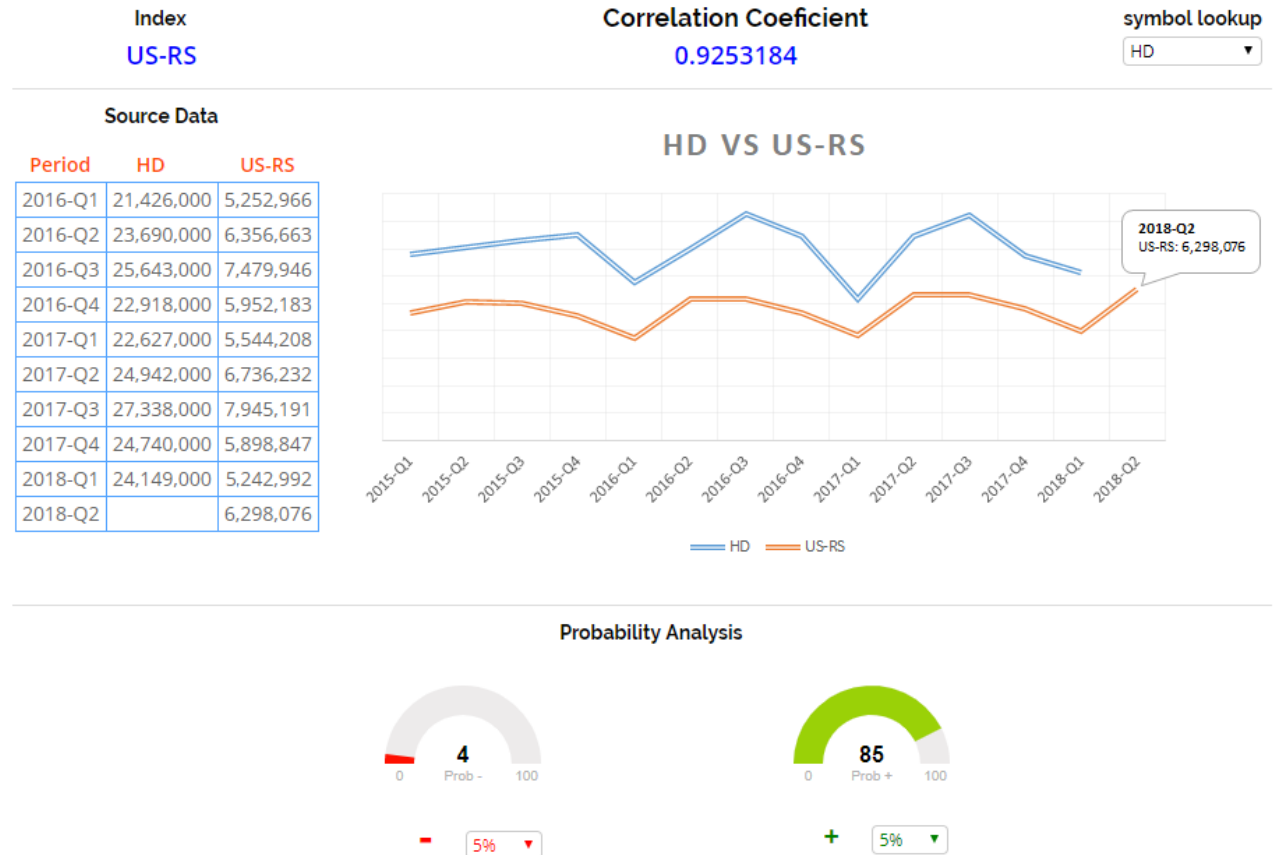 Index
US-RS
Correlation Coeficient
0.9253184
symbol lookup
HD
Source Data
Period HD US-RS
2016-Q1 21,426,000 5,252,966
2016-Q2 23,690,000 6,356,663
2016-Q3 25,643,000 7,479,946
2016-Q4 22,918,000 5,952,183
2017-Q1 22,627,000 5,544,208
2017-Q2 24,942,000 6,736,232
2017-Q3 27,338,000 7,945,191
2017-Q4 24,740,000 5,898,847
2018-Q1 24,149,000 5,242,992
2018-Q2 6,298,076
HD VS US-RS
2018-Q2
US-RS: 6,298,076
2015-Q1 2015-Q2 2015-Q3 2015-Q4 2016-Q1 2016-Q2 2016-Q3 2016-Q4 2017-Q1 2017-Q2 2017-Q3 2017-Q4 2018-Q1 2018-Q2
HD US-RS
Probability Analysis
4
0 Prob - 100
85
0 Prob + 100
- 5%
+ 5%